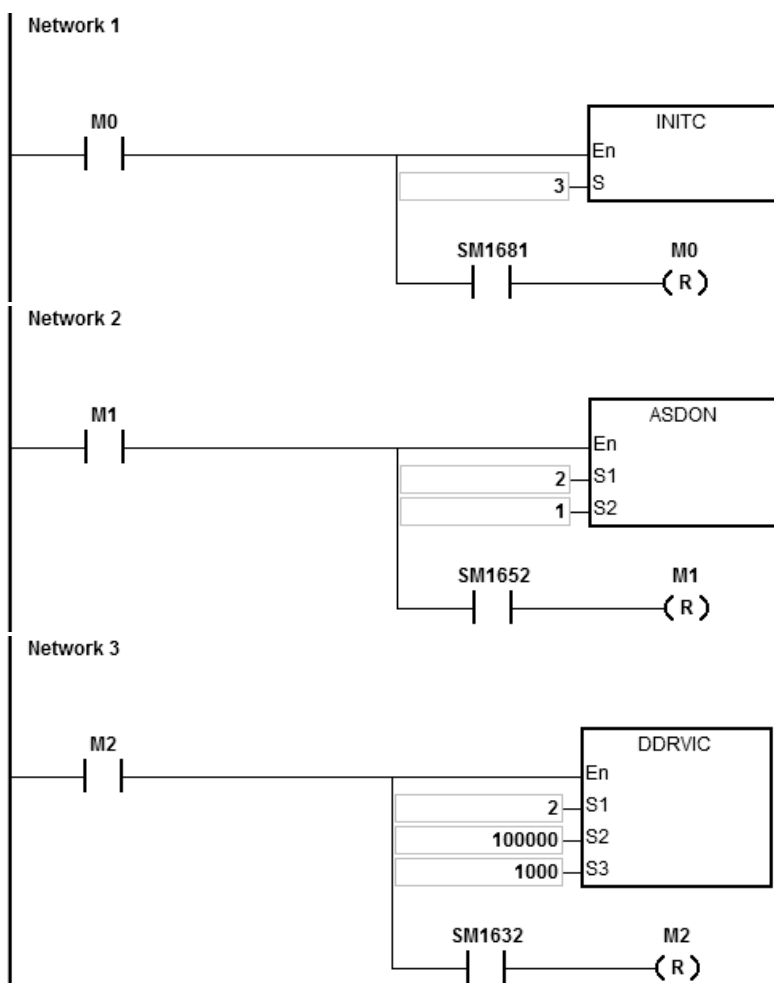 Network 1
M0
INITC
En
3
S
SM1681
M0
( R )
Network 2
M1
ASDON
En
2
S1
1
S2
SM1652
M1
( R )
Network 3
M2
DDRVIC
En
2
S1
100000
S2
1000
S3
SM1632
M2
( R )